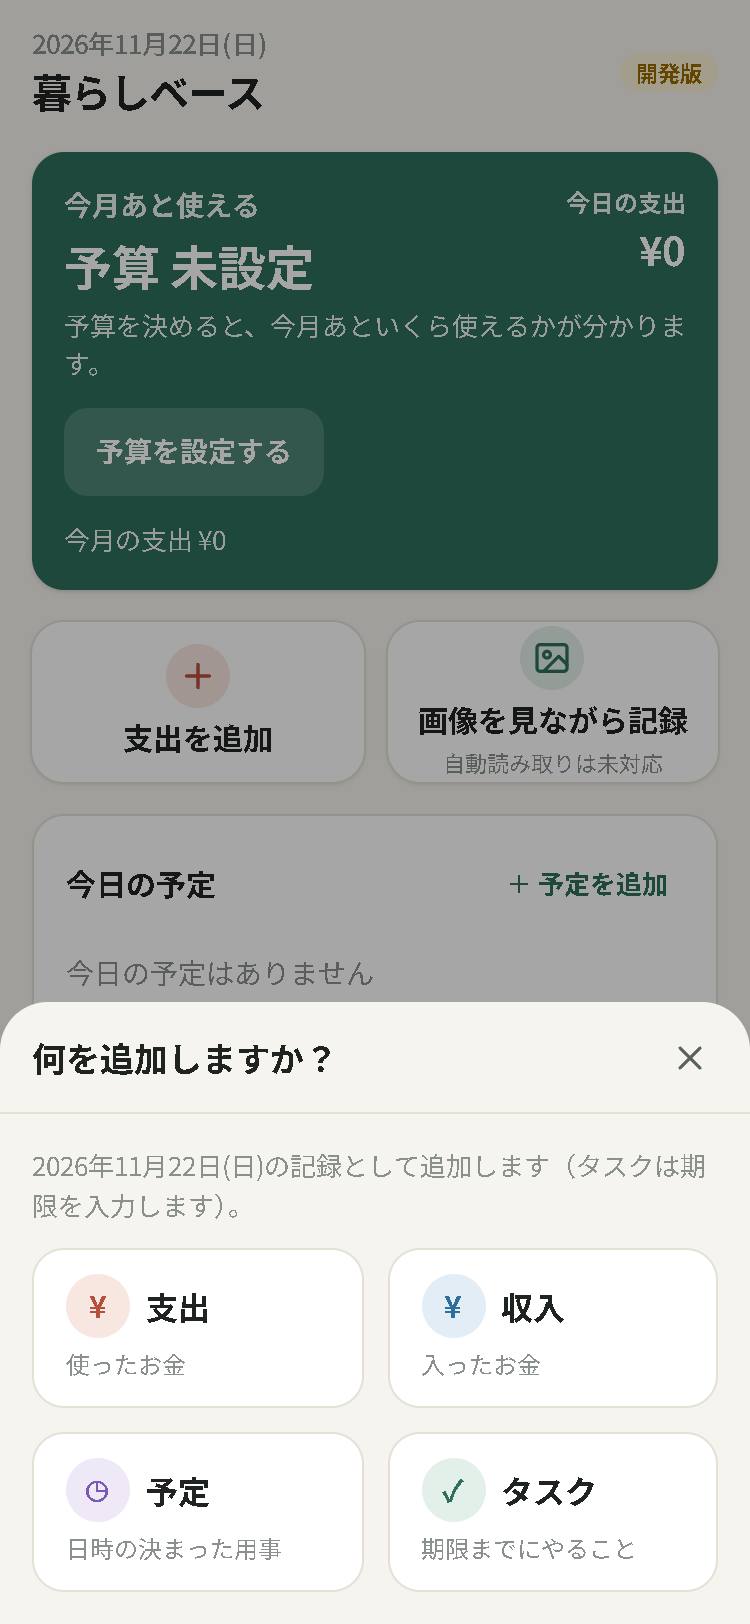 2026年11月22日(日)
暮らしベース
開発版
今月あと使える
今日の支出
予算 未設定
¥0
予算を決めると、今月あといくら使えるかが分かりま
す。
予算を設定する
今月の支出 ¥0
支出を追加
画像を見ながら記録
自動読み取りは未対応
今日の予定
＋ 予定を追加
今日の予定はありません
何を追加しますか？
2026年11月22日(日)の記録として追加します（タスクは期
限を入力します）。
¥ 支出
使ったお金
¥ 収入
入ったお金
予定
日時の決まった用事
✓ タスク
期限までにやること